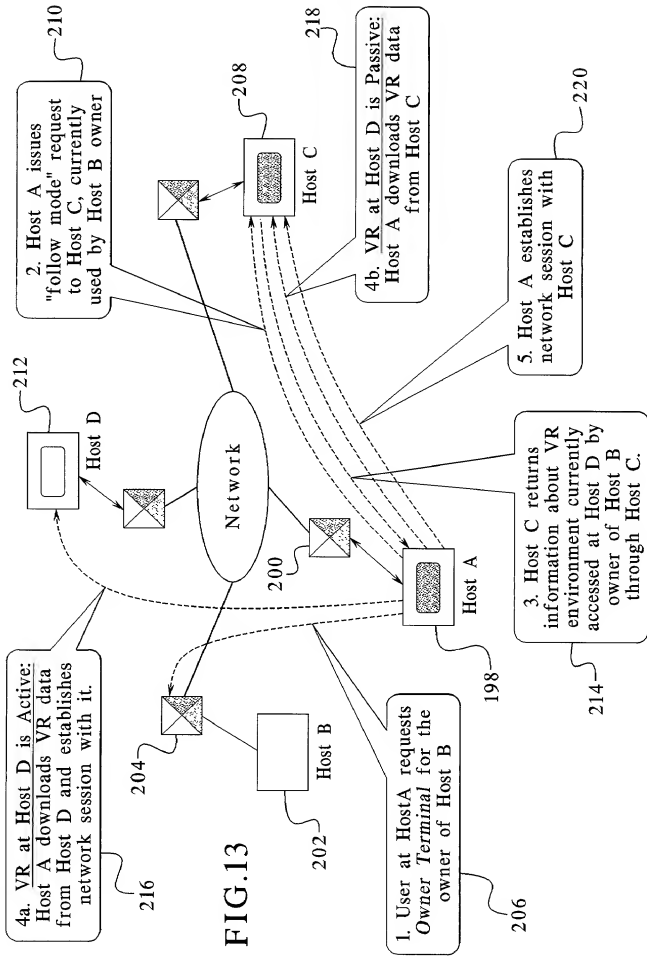 4a. VR at Host D is Active:
Host A downloads VR data
from Host D and establishes
network session with it.
216
212
Host D
2. Host A issues
"follow mode" request
to Host C, currently
used by Host B owner
210
204
Network
208
Host C
FIG.13
Host B
202
200
4b. VR at Host D is Passive:
Host A downloads VR data
from Host C
218
Host A
198
1. User at HostA requests
Owner Terminal for the
owner of Host B
206
3. Host C returns
information about VR
environment currently
accessed at Host D by
owner of Host B
through Host C.
214
5. Host A establishes
network session with
Host C
220